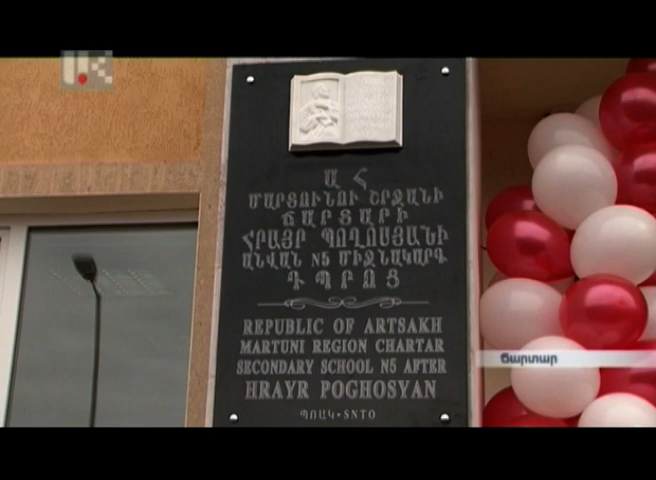 Ա Հ
ՄԱՐՏՈՒՆՈՒ ՇՐՋԱՆԻ
ՃԱՐՏԱՐԻ
ՀՐԱՅՐ ՊՈՂՈՍՅԱՆԻ
ԱՆՎԱՆ N5 ՄԻՋՆԱԿԱՐԳ
ԴՊՐՈՑ
REPUBLIC OF ARTSAKH
MARTUNI REGION CHARTAR
SECONDARY SCHOOL N5 AFTER
HRAYR POGHOSYAN
ՊՈԱԿ·SNTO
Ճարտար